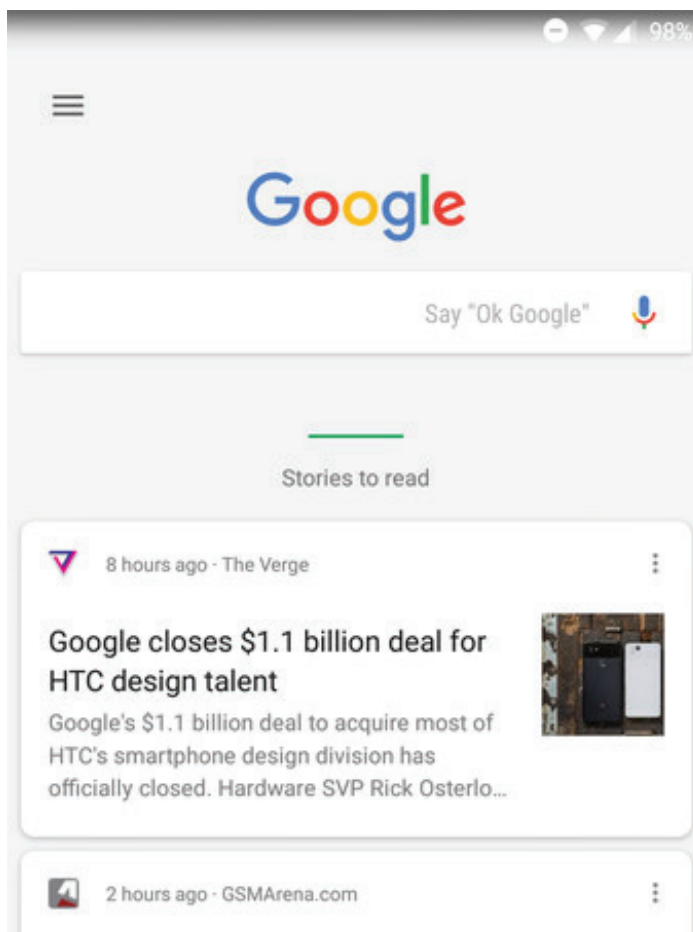 98%
Google
Say "Ok Google"
Stories to read
8 hours ago · The Verge
Google closes $1.1 billion deal for
HTC design talent
Google's $1.1 billion deal to acquire most of
HTC's smartphone design division has
officially closed. Hardware SVP Rick Osterlo...
2 hours ago · GSMArena.com